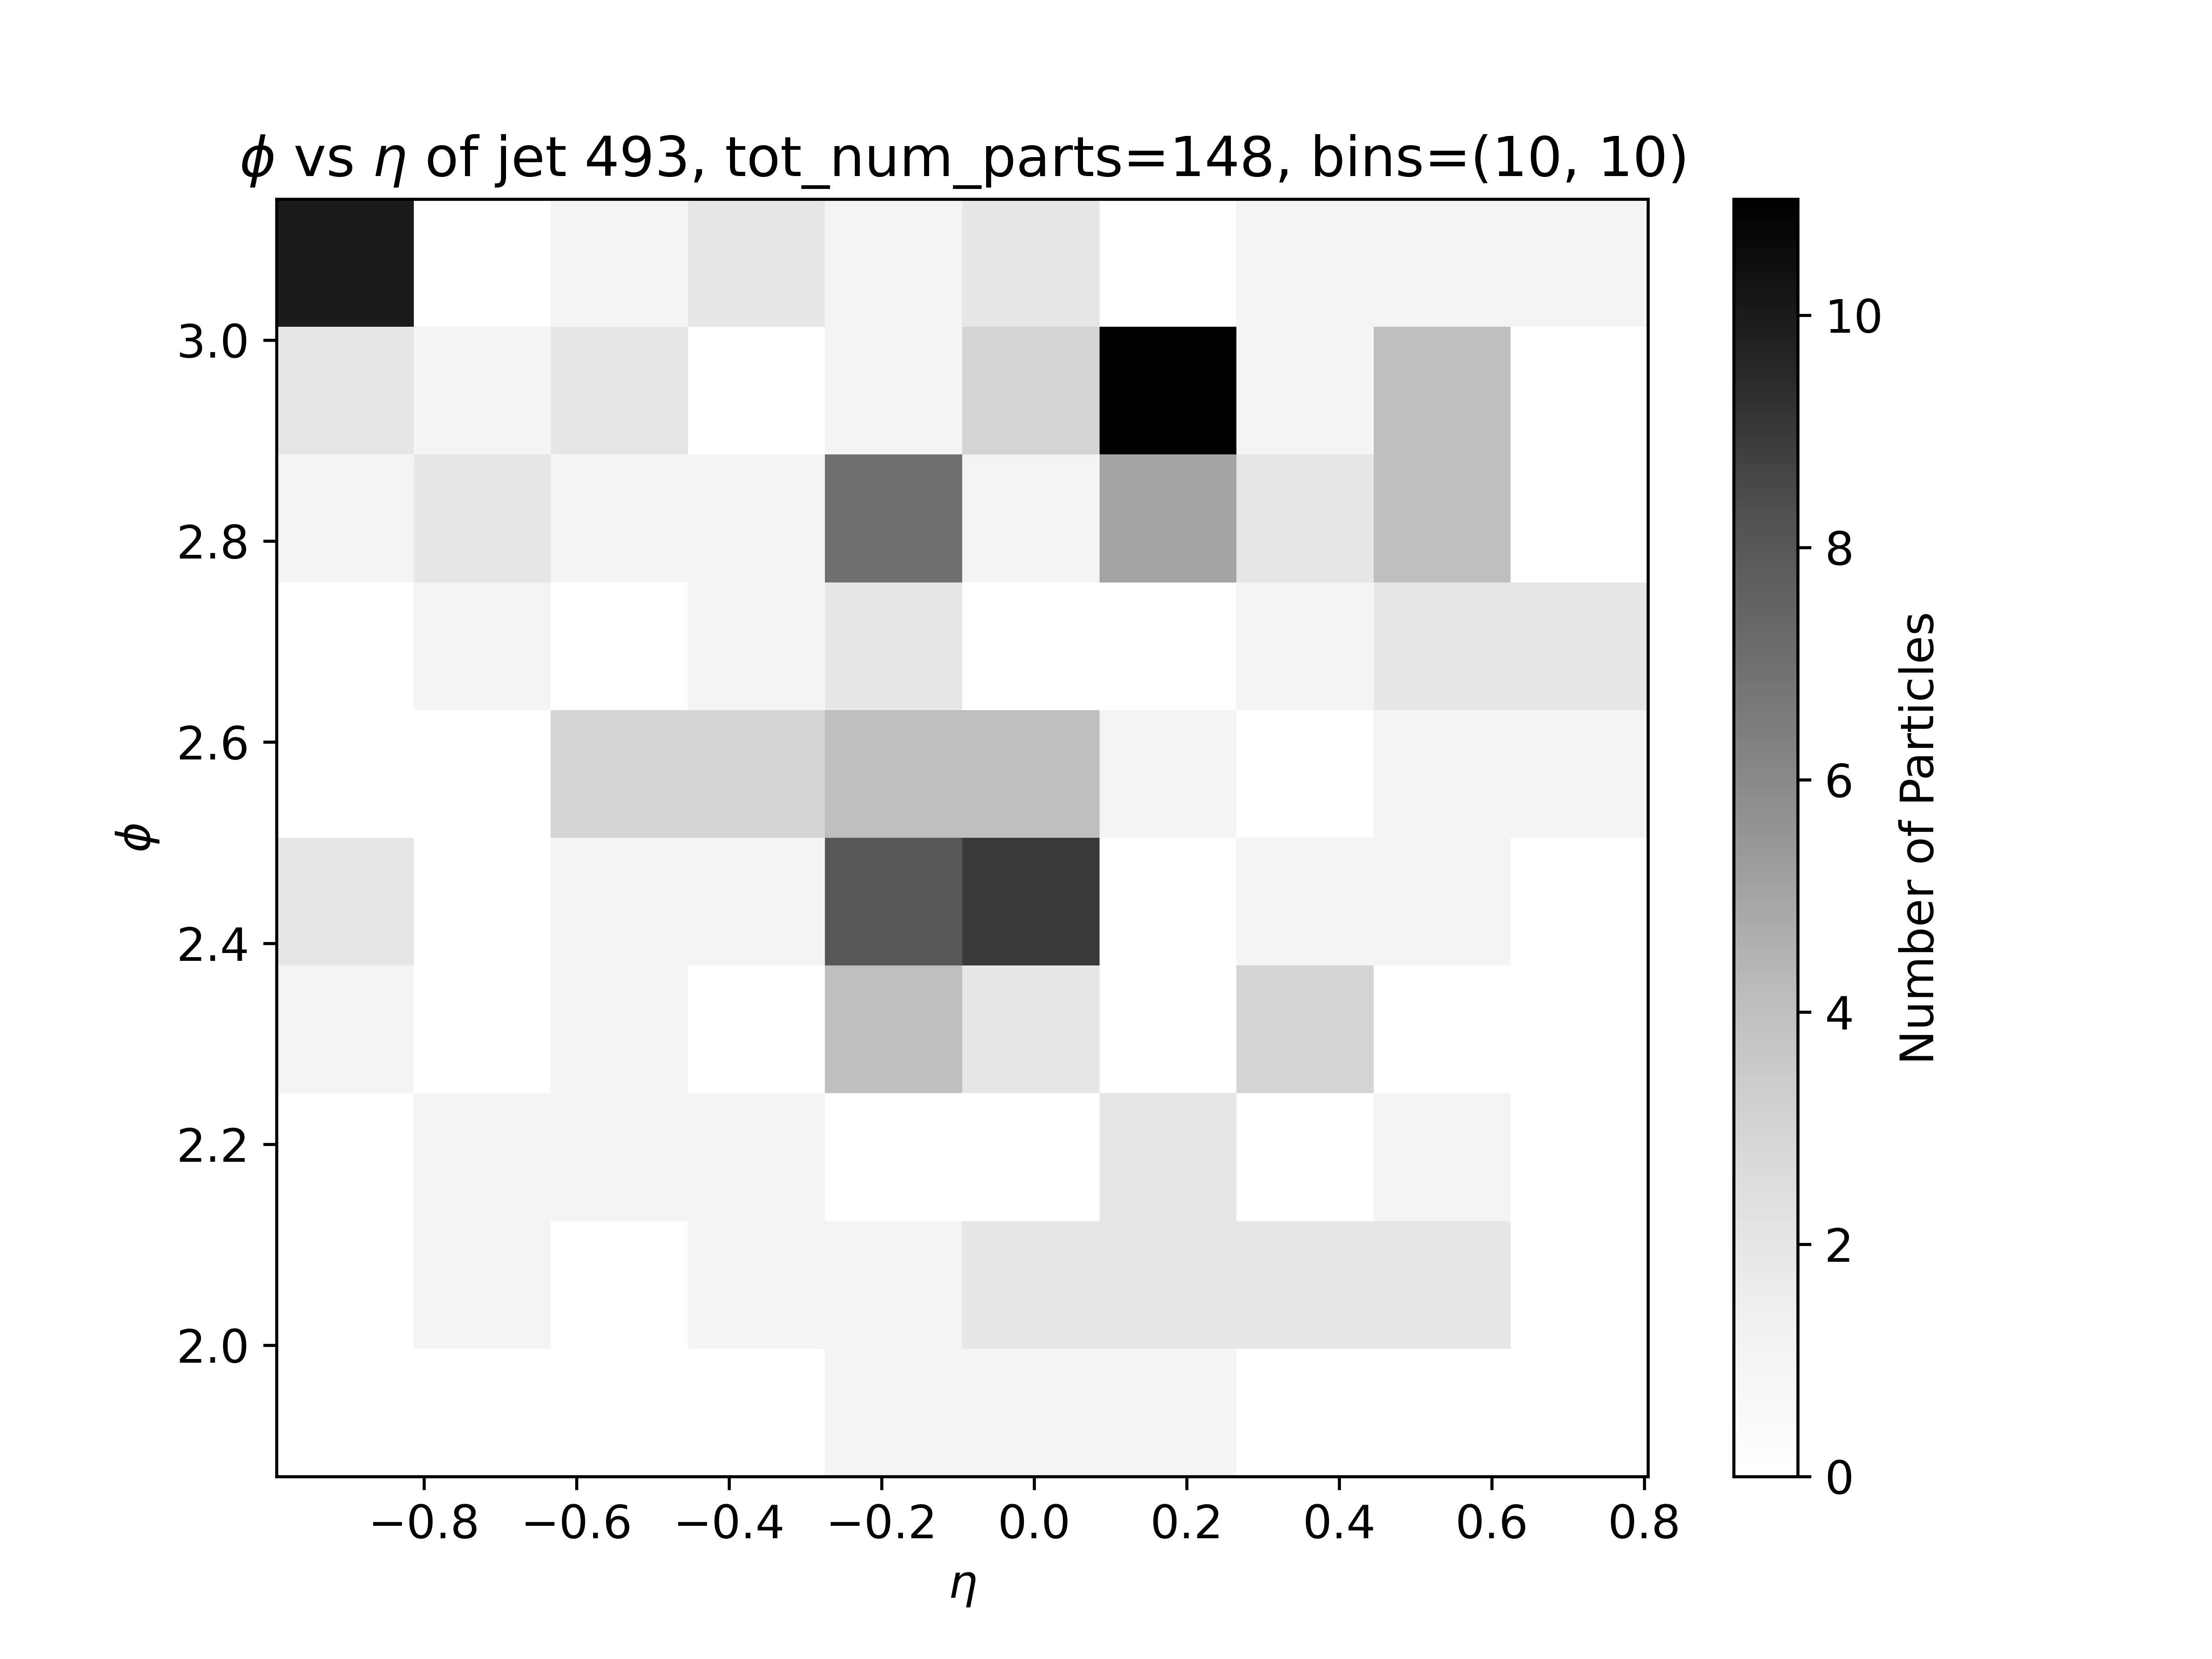 ϕ vs η of jet 493, tot_num_parts=148, bins=(10, 10)
3.0
2.8
2.6
2.4
2.2
2.0
ϕ
−0.8 −0.6 −0.4 −0.2 0.0 0.2 0.4 0.6 0.8
η
10
8
6
4
2
0
Number of Particles